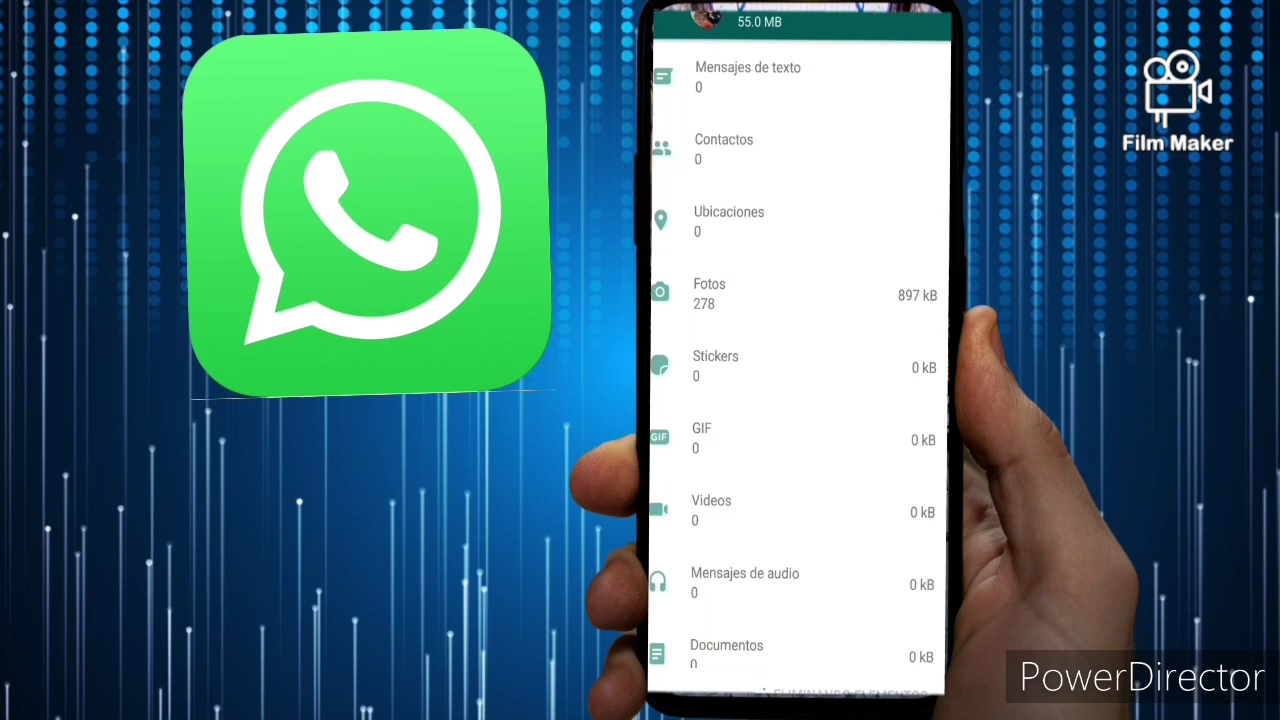 55.0 MB
Mensajes de texto
0
Contactos
0
Ubicaciones
0
Fotos
278
897 kB
Stickers
0
0 kB
GIF
GIF
0
0 kB
Videos
0
0 kB
Mensajes de audio
0
0 kB
Documentos
0
0 kB
ELIMINANDO ELEMENTOS
Film Maker
PowerDirector